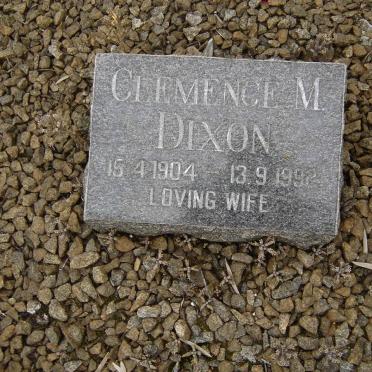 CLEMENCE M
DIXON
15·4·1904 - 13·9·1992
LOVING WIFE